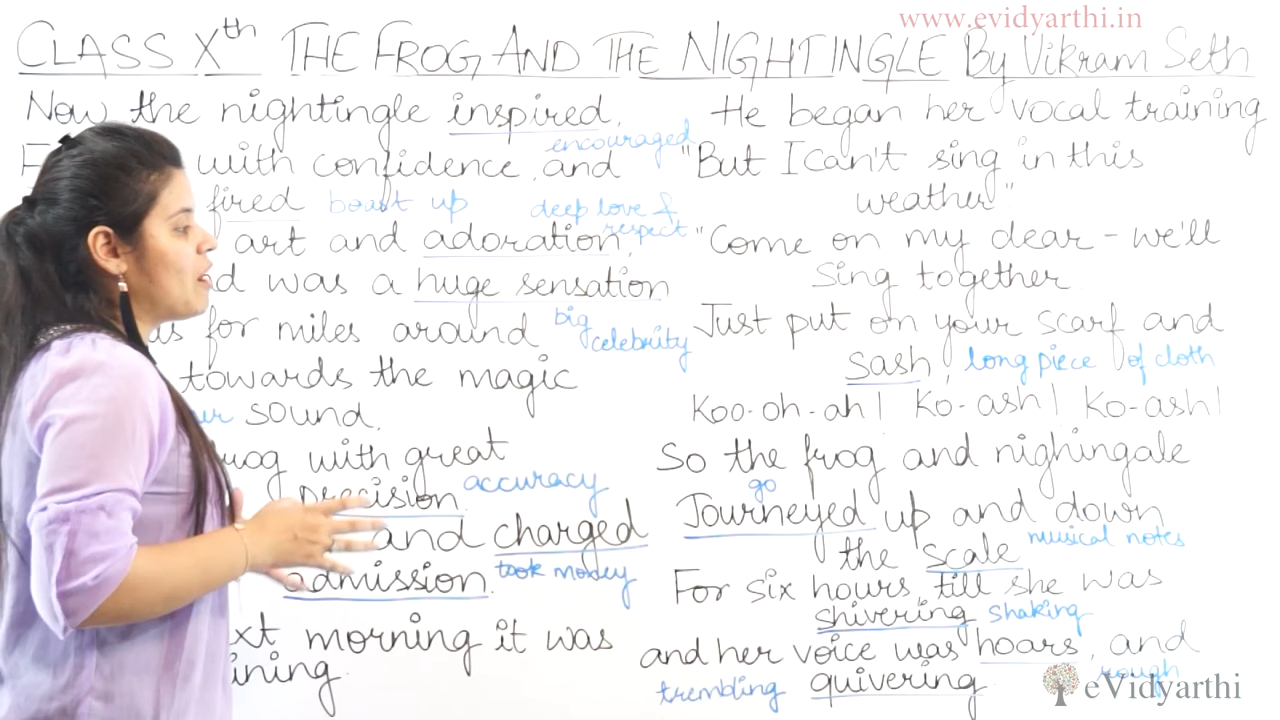 www.evidyarthi.in
CLASS Xth THE FROG AND THE NIGHTINGLE By Vikram Seth
Now the nightingle inspired,
encouraged
with confidence, and
fired boast up
deep love & respect
art and adoration,
was a huge sensation
for miles around
big celebrity
towards the magic
sound,
with great
precision accuracy
and charged
took money
admission.
morning it was
He began her vocal training
"But I can't sing in this
weather"
"Come on my dear - we'll
Sing together
Just put on your scarf and
sash, long piece of cloth
Koo-oh-ah! Ko-ash! Ko-ash!
So the frog and nighingale
go
Journeyed up and down
the scale musical notes
For six hours, till she was
shivering shaking
and her voice was hoars, and
rough
trembling quivering
eVidyarthi